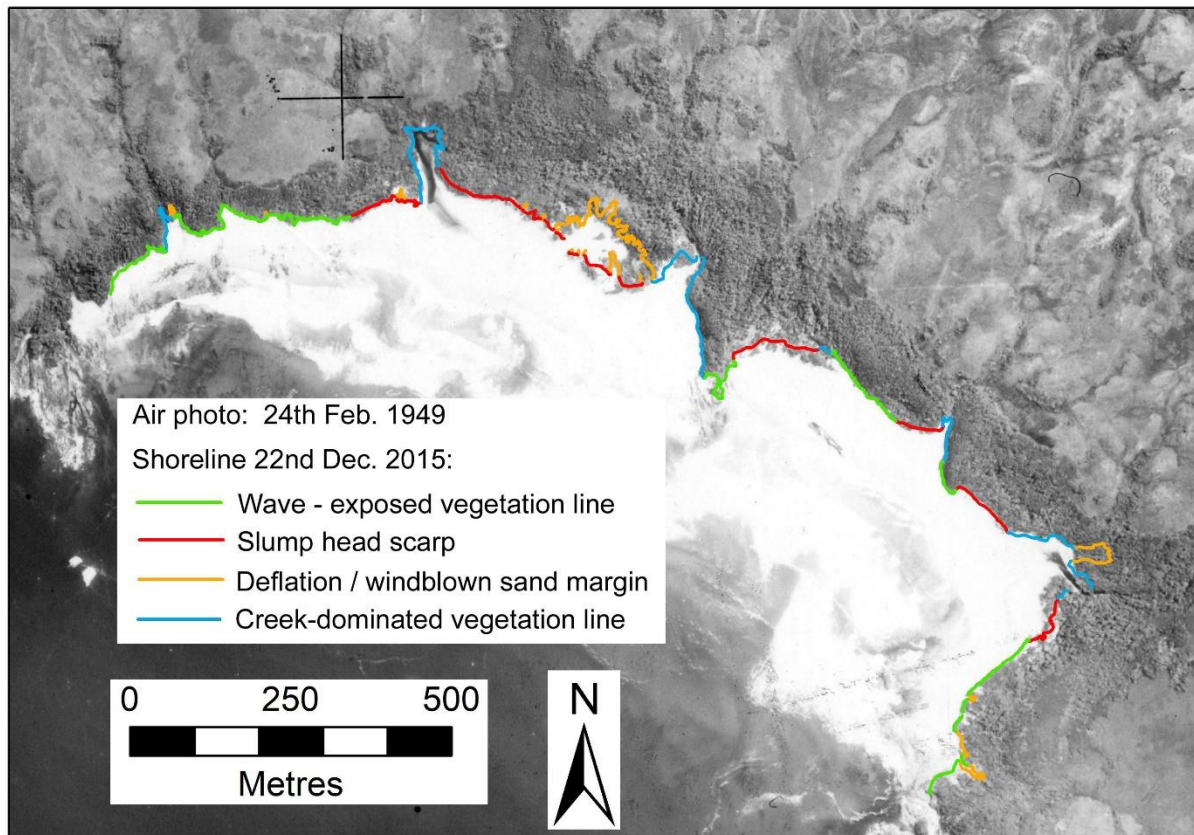 Air photo:  24th Feb. 1949
Shoreline 22nd Dec. 2015:
Wave - exposed vegetation line
Slump head scarp
Deflation / windblown sand margin
Creek-dominated vegetation line
0 250 500
Metres
N